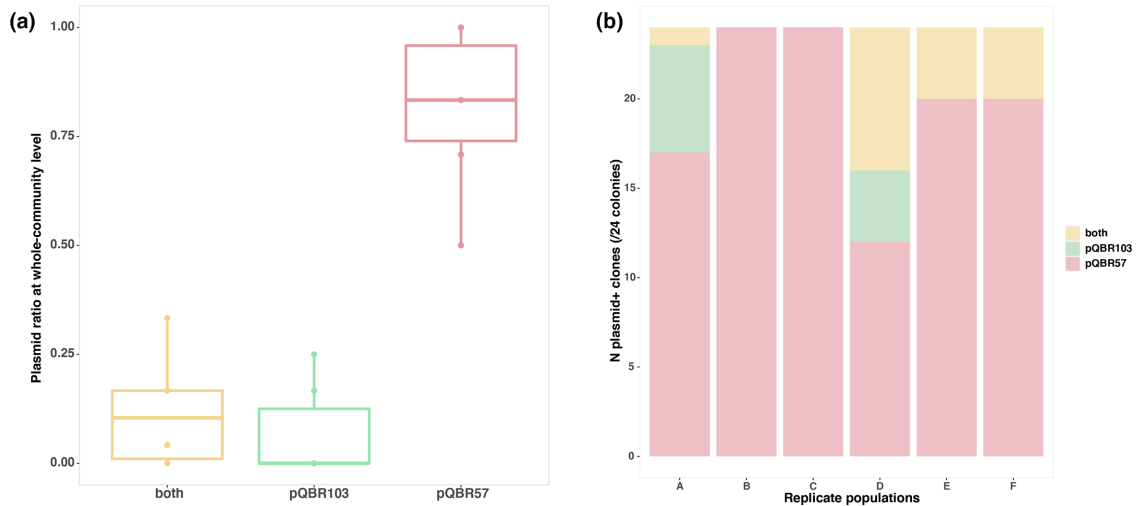 (a)
Plasmid ratio at whole-community level
1.00
0.75
0.50
0.25
0.00
both
pQBR103
pQBR57
(b)
N plasmid+ clones (/24 colonies)
20
15
10
5
0
A
B
C
D
E
F
Replicate populations
both
pQBR103
pQBR57